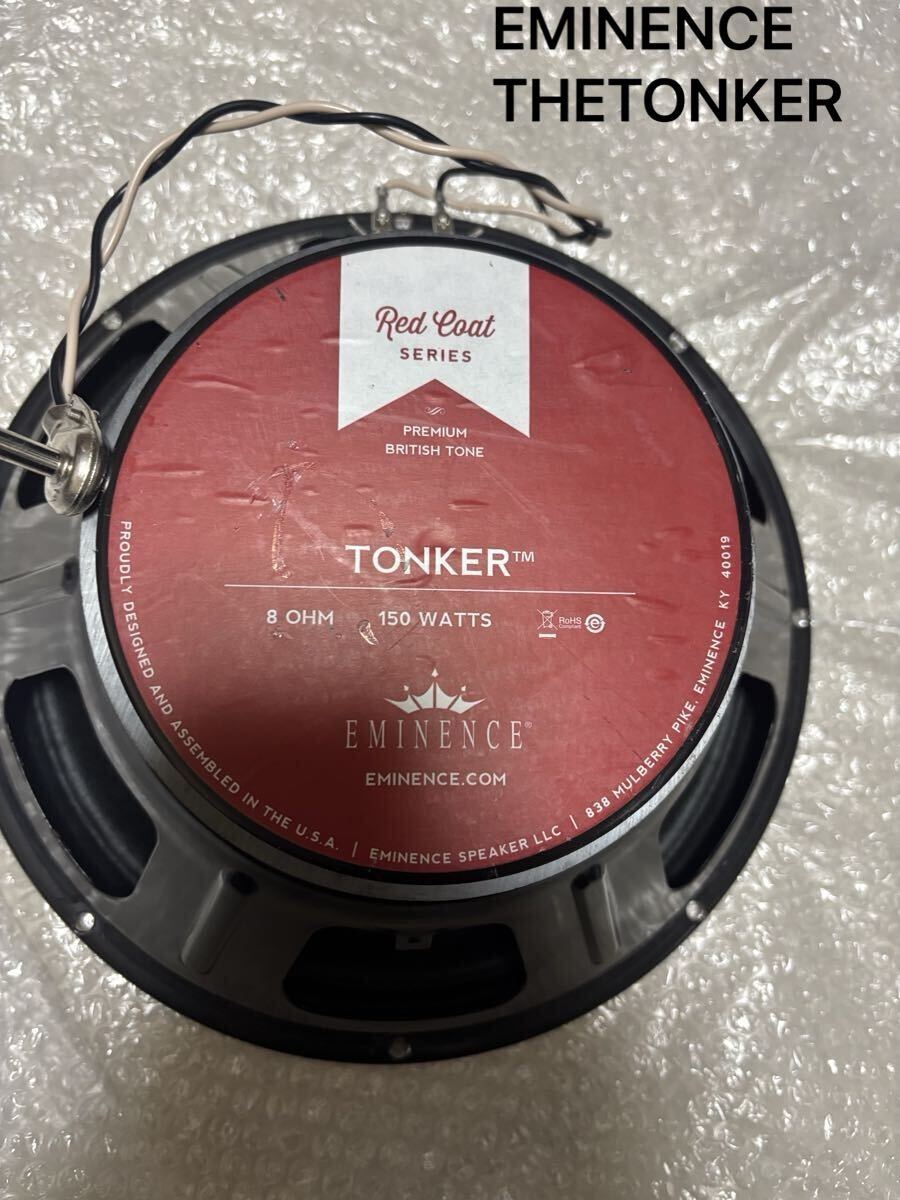 EMINENCE
THETONKER
Red Coat
SERIES
PREMIUM
BRITISH TONE
TONKER™
8 OHM 150 WATTS
RoHS
Compliant
e
EMINENCE®
EMINENCE.COM
PROUDLY DESIGNED AND ASSEMBLED IN THE U.S.A. | EMINENCE SPEAKER LLC | 838 MULBERRY PIKE, EMINENCE KY 40019